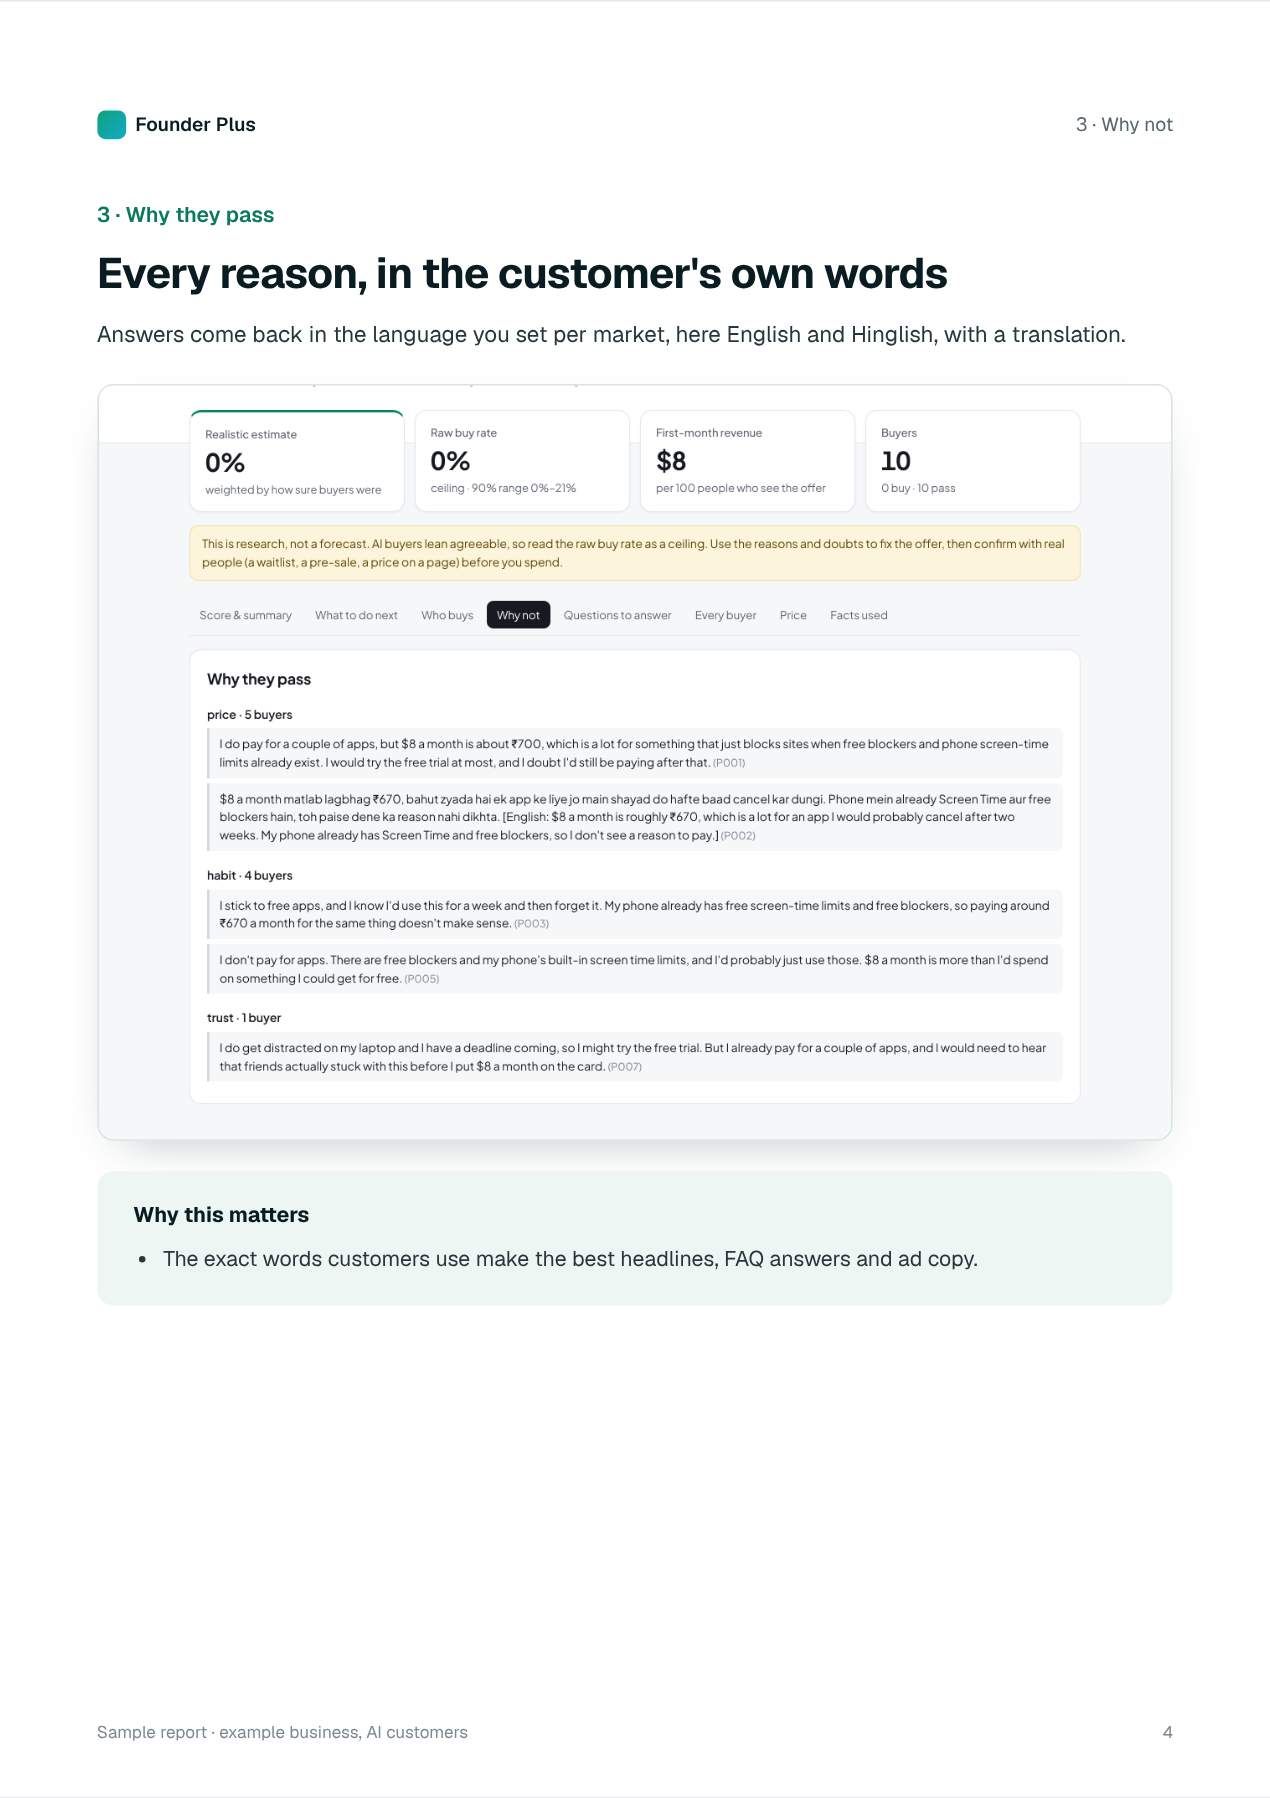 Founder Plus
3 · Why not
3 · Why they pass
Every reason, in the customer's own words
Answers come back in the language you set per market, here English and Hinglish, with a translation.
Realistic estimate
0%
weighted by how sure buyers were
Raw buy rate
0%
ceiling · 90% range 0%–21%
First-month revenue
$8
per 100 people who see the offer
Buyers
10
0 buy · 10 pass
This is research, not a forecast. AI buyers lean agreeable, so read the raw buy rate as a ceiling. Use the reasons and doubts to fix the offer, then confirm with real
people (a waitlist, a pre-sale, a price on a page) before you spend.
Score & summary What to do next Who buys Why not Questions to answer Every buyer Price Facts used
Why they pass
price · 5 buyers
I do pay for a couple of apps, but $8 a month is about ₹700, which is a lot for something that just blocks sites when free blockers and phone screen-time
limits already exist. I would try the free trial at most, and I doubt I'd still be paying after that. (P001)
$8 a month matlab lagbhag ₹670, bahut zyada hai ek app ke liye jo main shayad do hafte baad cancel kar dungi. Phone mein already Screen Time aur free
blockers hain, toh paise dene ka reason nahi dikhta. [English: $8 a month is roughly ₹670, which is a lot for an app I would probably cancel after two
weeks. My phone already has Screen Time and free blockers, so I don't see a reason to pay.] (P002)
habit · 4 buyers
I stick to free apps, and I know I'd use this for a week and then forget it. My phone already has free screen-time limits and free blockers, so paying around
₹670 a month for the same thing doesn't make sense. (P003)
I don't pay for apps. There are free blockers and my phone's built-in screen time limits, and I'd probably just use those. $8 a month is more than I'd spend
on something I could get for free. (P005)
trust · 1 buyer
I do get distracted on my laptop and I have a deadline coming, so I might try the free trial. But I already pay for a couple of apps, and I would need to hear
that friends actually stuck with this before I put $8 a month on the card. (P007)
Why this matters
• The exact words customers use make the best headlines, FAQ answers and ad copy.
Sample report · example business, AI customers
4